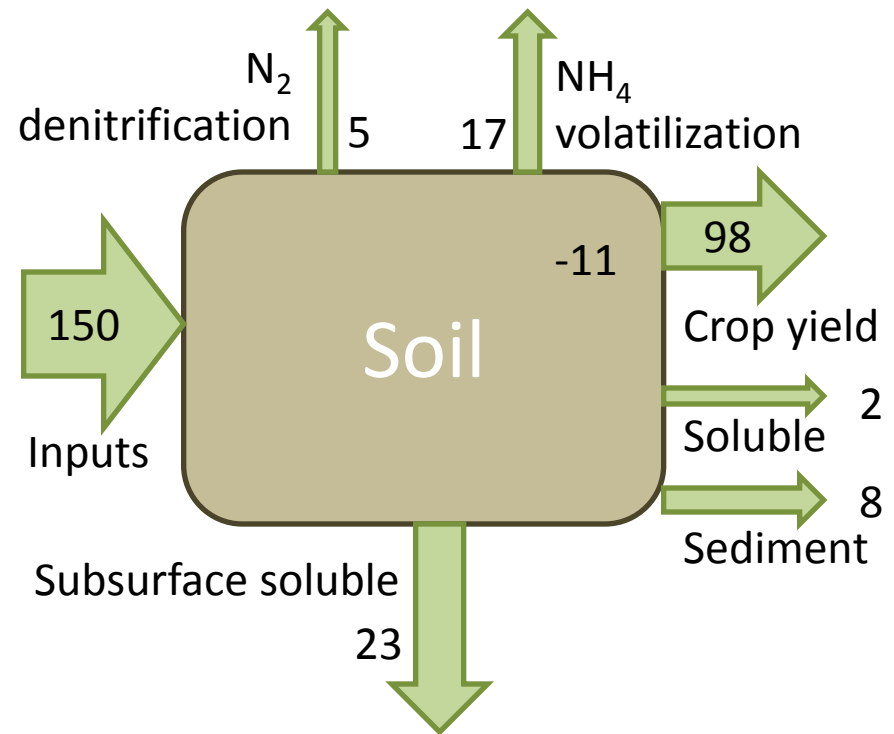 N₂
denitrification
5
17
NH₄
volatilization
150
Inputs
-11
Soil
98
Crop yield
2
Soluble
8
Sediment
Subsurface soluble
23